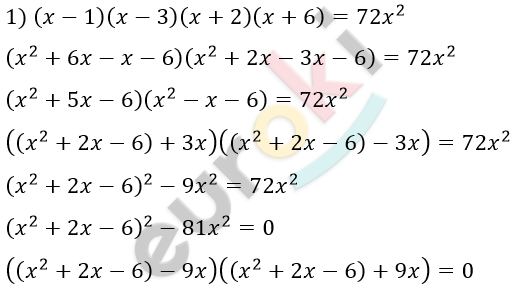 1) (x − 1)(x − 3)(x + 2)(x + 6) = 72x²
(x² + 6x − x − 6)(x² + 2x − 3x − 6) = 72x²
(x² + 5x − 6)(x² − x − 6) = 72x²
((x² + 2x − 6) + 3x)((x² + 2x − 6) − 3x) = 72x²
(x² + 2x − 6)² − 9x² = 72x²
(x² + 2x − 6)² − 81x² = 0
((x² + 2x − 6) − 9x)((x² + 2x − 6) + 9x) = 0
euroki